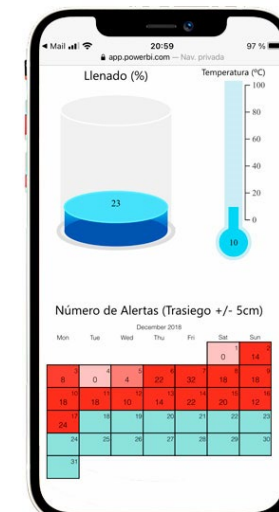 Mail 20:59 97 %
app.powerbi.com — Nav. privada
Llenado (%)
Temperatura (ºC)
100
80
60
40
20
0
23
10
Número de Alertas (Trasiego +/- 5cm)
December 2018
Mon Tue Wed Thu Fri Sat Sun
1 2
0 14
3 4 5 6 7 8 9
8 0 4 22 32 18 18
10 11 12 13 14 15 16
18 18 10 14 22 20 12
17 18 19 20 21 22 23
24
24 25 26 27 28 29 30
31